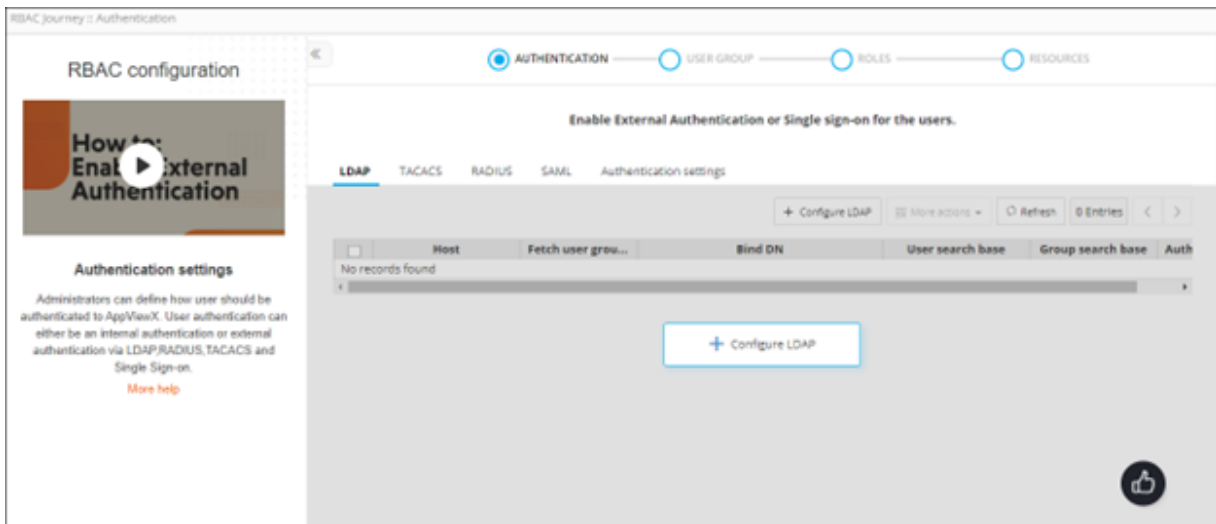 RBAC Journey :: Authentication
RBAC configuration
How to:
Enable External
Authentication
Authentication settings
Administrators can define how user should be
authenticated to AppViewX. User authentication can
either be an internal authentication or external
authentication via LDAP,RADIUS,TACACS and
Single Sign-on.
More help
AUTHENTICATION
USER GROUP
ROLES
RESOURCES
Enable External Authentication or Single sign-on for the users.
LDAP TACACS RADIUS SAML Authentication settings
+ Configure LDAP More actions Refresh 0 Entries < >
Host Fetch user grou... Bind DN User search base Group search base Auth
No records found
+ Configure LDAP